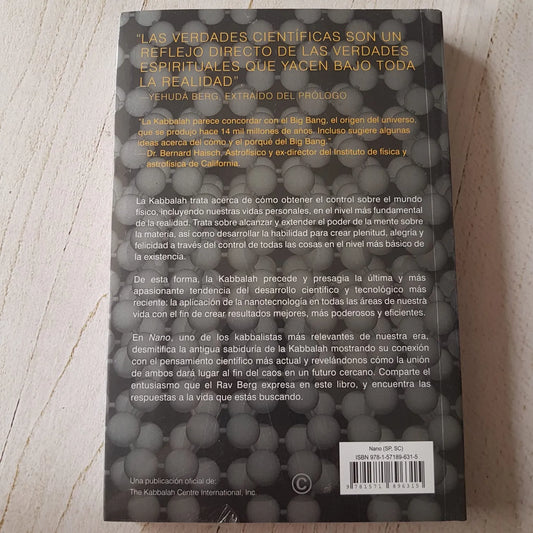 "LAS VERDADES CIENTÍFICAS SON UN
REFLEJO DIRECTO DE LAS VERDADES
ESPIRITUALES QUE YACEN BAJO TODA
LA REALIDAD"
—YEHUDÁ BERG, EXTRAÍDO DEL PRÓLOGO
"La Kabbalah parece concordar con el Big Bang, el origen del universo,
que se produjo hace 14 mil millones de años. Incluso sugiere algunas
ideas acerca del como y el porqué del Big Bang."
—Dr. Bernard Haisch, Astrofísico y ex-director del Instituto de física y
astrofísica de California.
La Kabbalah trata acerca de cómo obtener el control sobre el mundo
físico, incluyendo nuestras vidas personales, en el nivel más fundamental
de la realidad. Trata sobre alcanzar y extender el poder de la mente sobre
la materia, así como desarrollar la habilidad para crear plenitud, alegría y
felicidad a través del control de todas las cosas en el nivel más básico de
la existencia.
De esta forma, la Kabbalah precede y presagia la última y más
apasionante tendencia del desarrollo científico y tecnológico más
reciente: la aplicación de la nanotecnología en todas las áreas de nuestra
vida con el fin de crear resultados mejores, más poderosos y eficientes.
En Nano, uno de los kabbalistas más relevantes de nuestra era,
desmitifica la antigua sabiduría de la Kabbalah mostrando su conexión
con el pensamiento científico más actual y revelándonos cómo la unión
de ambos dará lugar al fin del caos en un futuro cercano. Comparte el
entusiasmo que el Rav Berg expresa en este libro, y encuentra las
respuestas a la vida que estás buscando.
Nano (SP, SC)
ISBN 978-1-57189-631-5
9 781571 896315
Una publicación oficial de:
The Kabbalah Centre International, Inc.
©